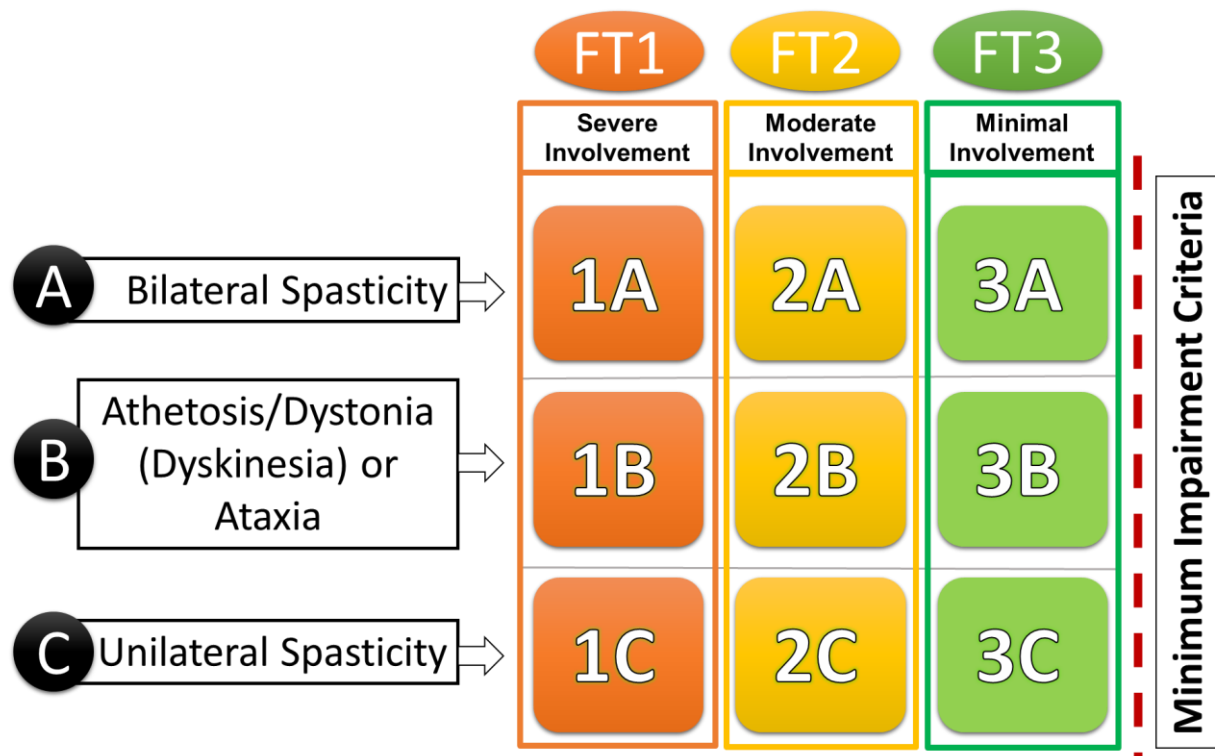 FT1 FT2 FT3
Severe
Involvement
Moderate
Involvement
Minimal
Involvement
A Bilateral Spasticity 1A 2A 3A
B
Athetosis/Dystonia
(Dyskinesia) or
Ataxia
1B 2B 3B
C Unilateral Spasticity 1C 2C 3C
Minimum Impairment Criteria